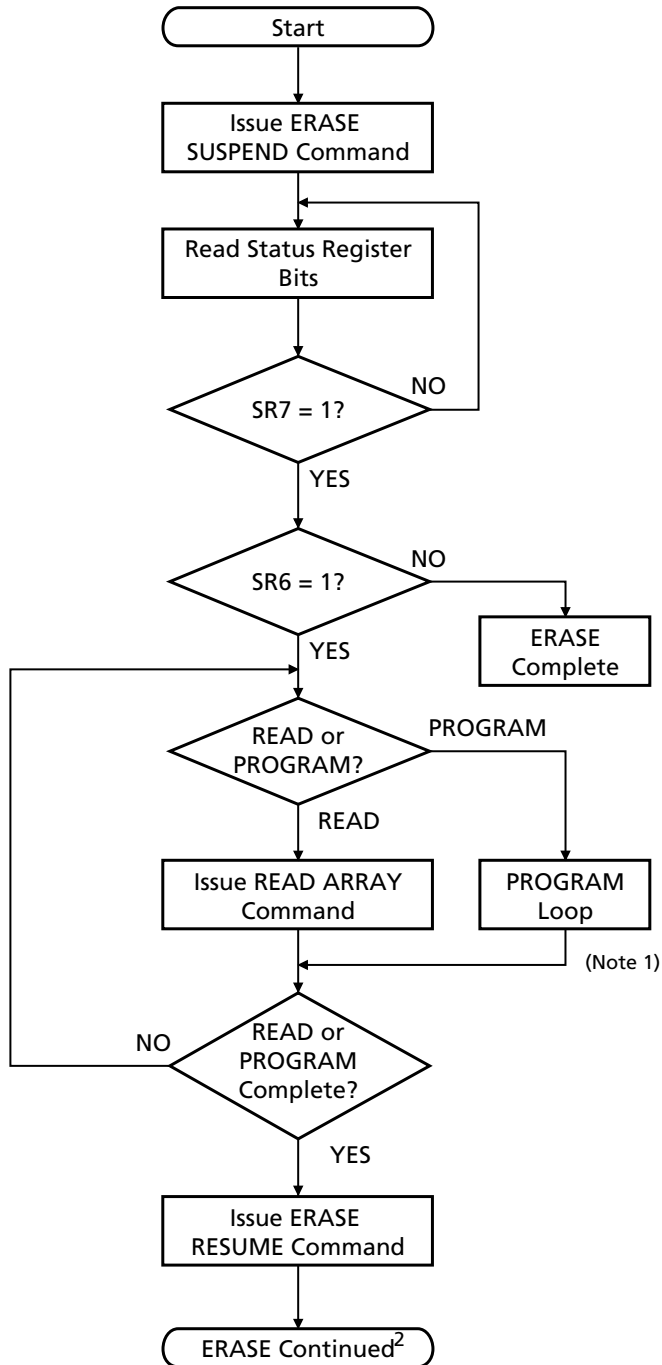 Start
Issue ERASE
SUSPEND Command
Read Status Register
Bits
NO
SR7 = 1?
YES
NO
SR6 = 1?
YES
ERASE
Complete
READ or
PROGRAM?
PROGRAM
READ
Issue READ ARRAY
Command
PROGRAM
Loop
(Note 1)
NO
READ or
PROGRAM
Complete?
YES
Issue ERASE
RESUME Command
ERASE Continued²